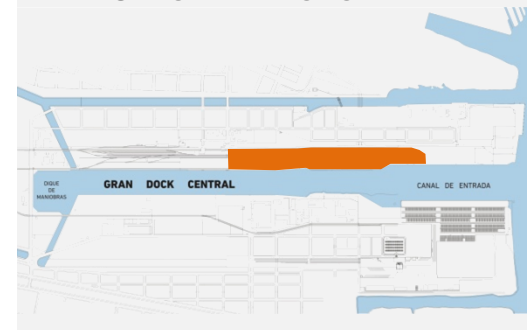 DIQUE
DE
MANIOBRAS
GRAN DOCK CENTRAL
CANAL DE ENTRADA